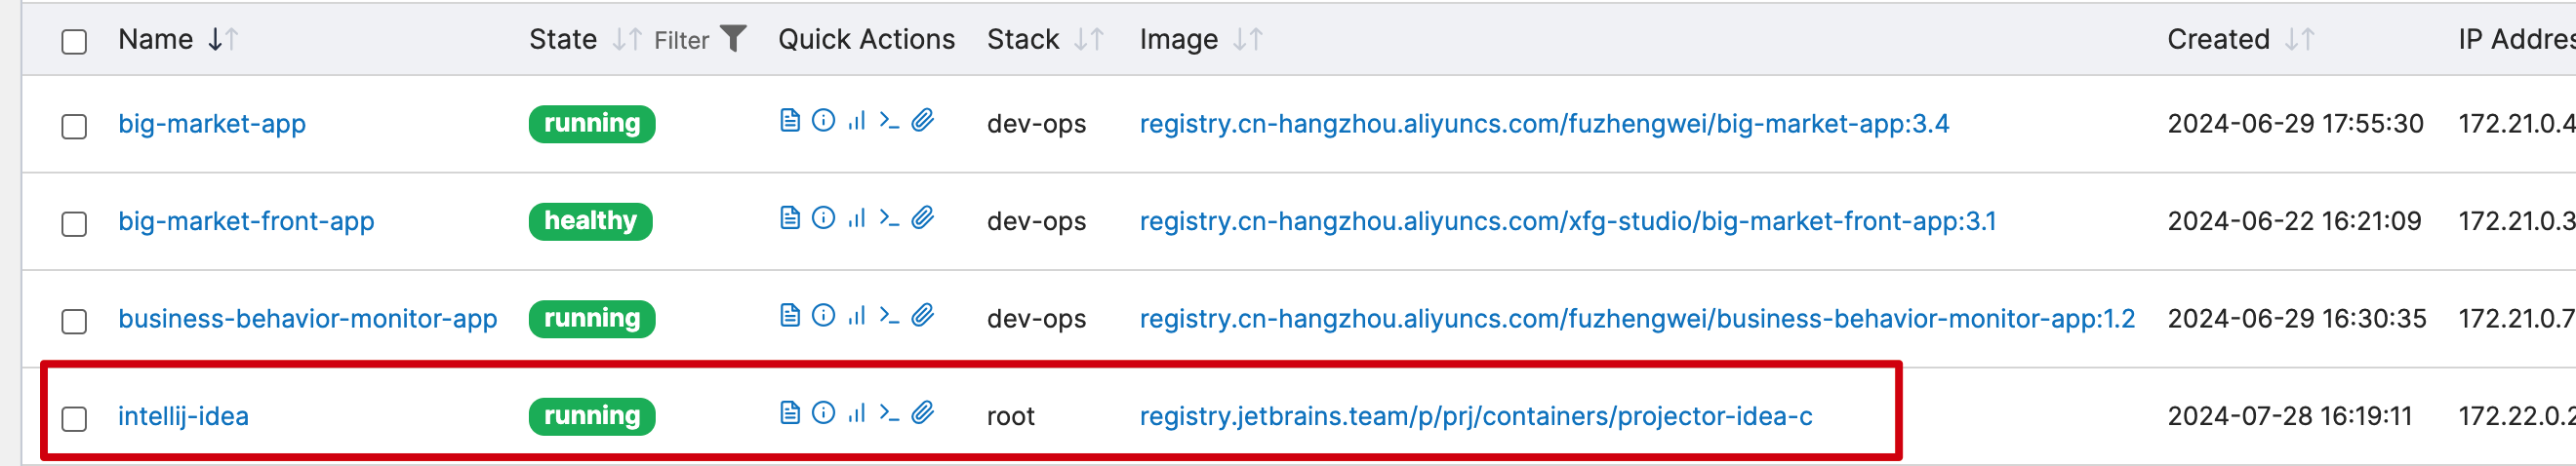 Name State Filter Quick Actions Stack Image Created IP Addres
big-market-app running dev-ops registry.cn-hangzhou.aliyuncs.com/fuzhengwei/big-market-app:3.4 2024-06-29 17:55:30 172.21.0.4
big-market-front-app healthy dev-ops registry.cn-hangzhou.aliyuncs.com/xfg-studio/big-market-front-app:3.1 2024-06-22 16:21:09 172.21.0.3
business-behavior-monitor-app running dev-ops registry.cn-hangzhou.aliyuncs.com/fuzhengwei/business-behavior-monitor-app:1.2 2024-06-29 16:30:35 172.21.0.7
intellij-idea running root registry.jetbrains.team/p/prj/containers/projector-idea-c 2024-07-28 16:19:11 172.22.0.2